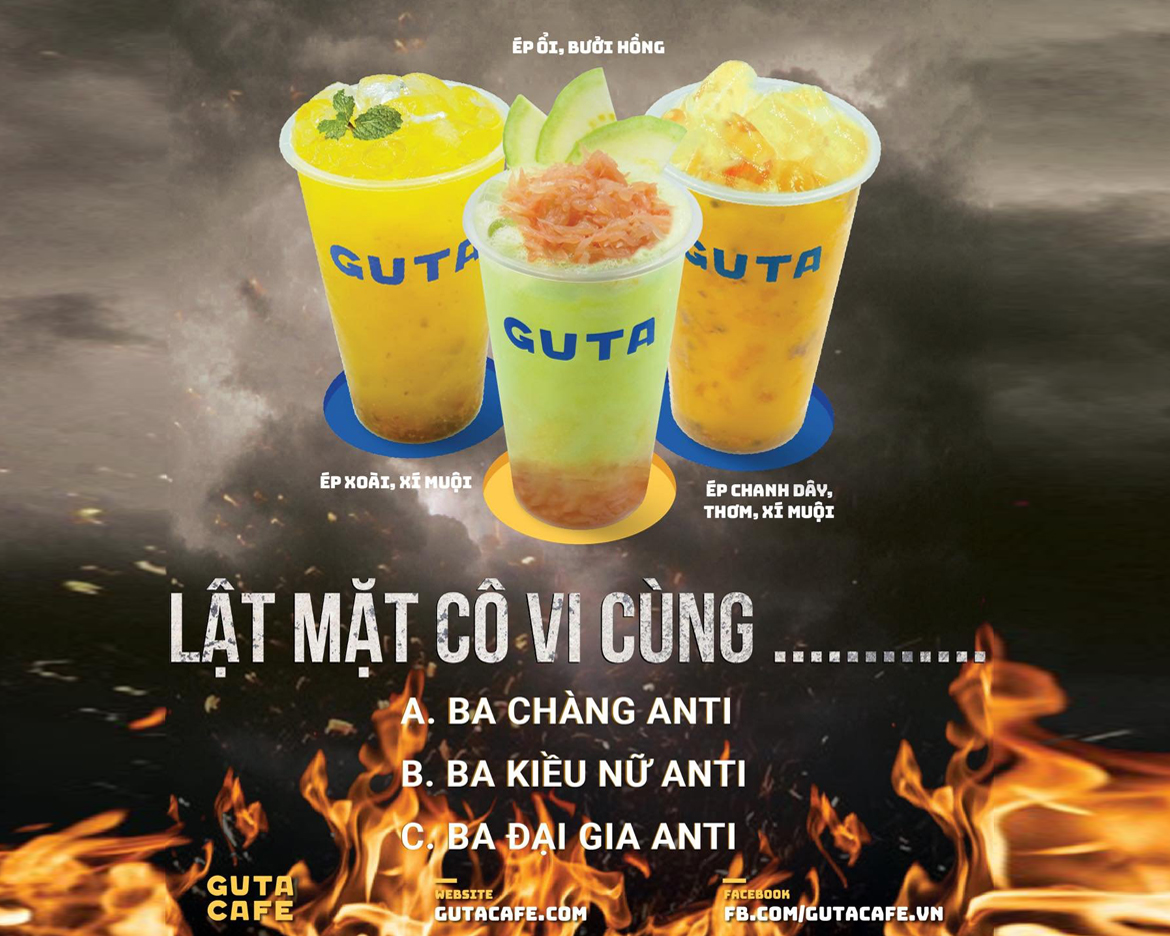 ÉP ỔI, BƯỞI HỒNG
GUTA
GUTA
GUTA
ÉP XOÀI, XÍ MUỘI
ÉP CHANH DÂY,
THƠM, XÍ MUỘI
LẬT MẶT CÔ VI CÙNG ............
A. BA CHÀNG ANTI
B. BA KIỀU NỮ ANTI
C. BA ĐẠI GIA ANTI
GUTA
CAFE
WEBSITE
GUTACAFE.COM
FACEBOOK
FB.COM/GUTACAFE.VN